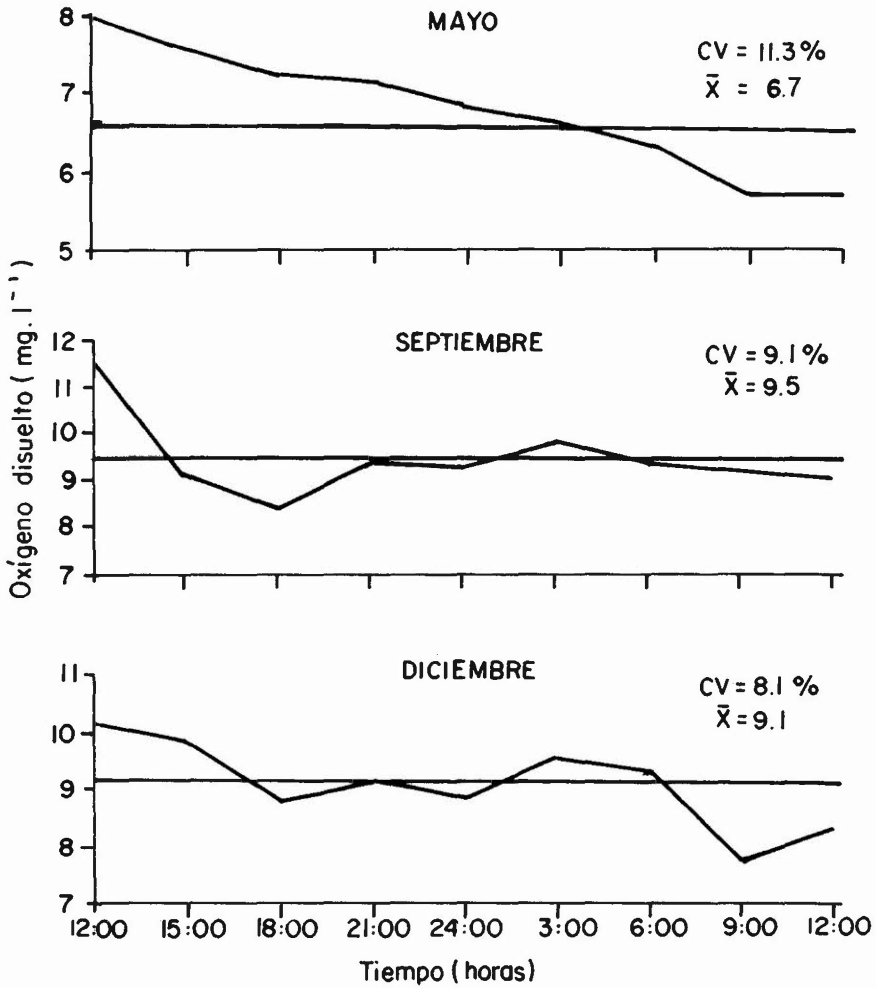 MAYO
CV = 11.3 %
X̄ = 6.7
8
7
6
5
Oxígeno disuelto ( mg. l⁻¹ )
SEPTIEMBRE
CV = 9.1 %
X̄ = 9.5
12
11
10
9
8
7
DICIEMBRE
CV = 8.1 %
X̄ = 9.1
11
10
9
8
7
12:00 15:00 18:00 21:00 24:00 3:00 6:00 9:00 12:00
Tiempo ( horas )